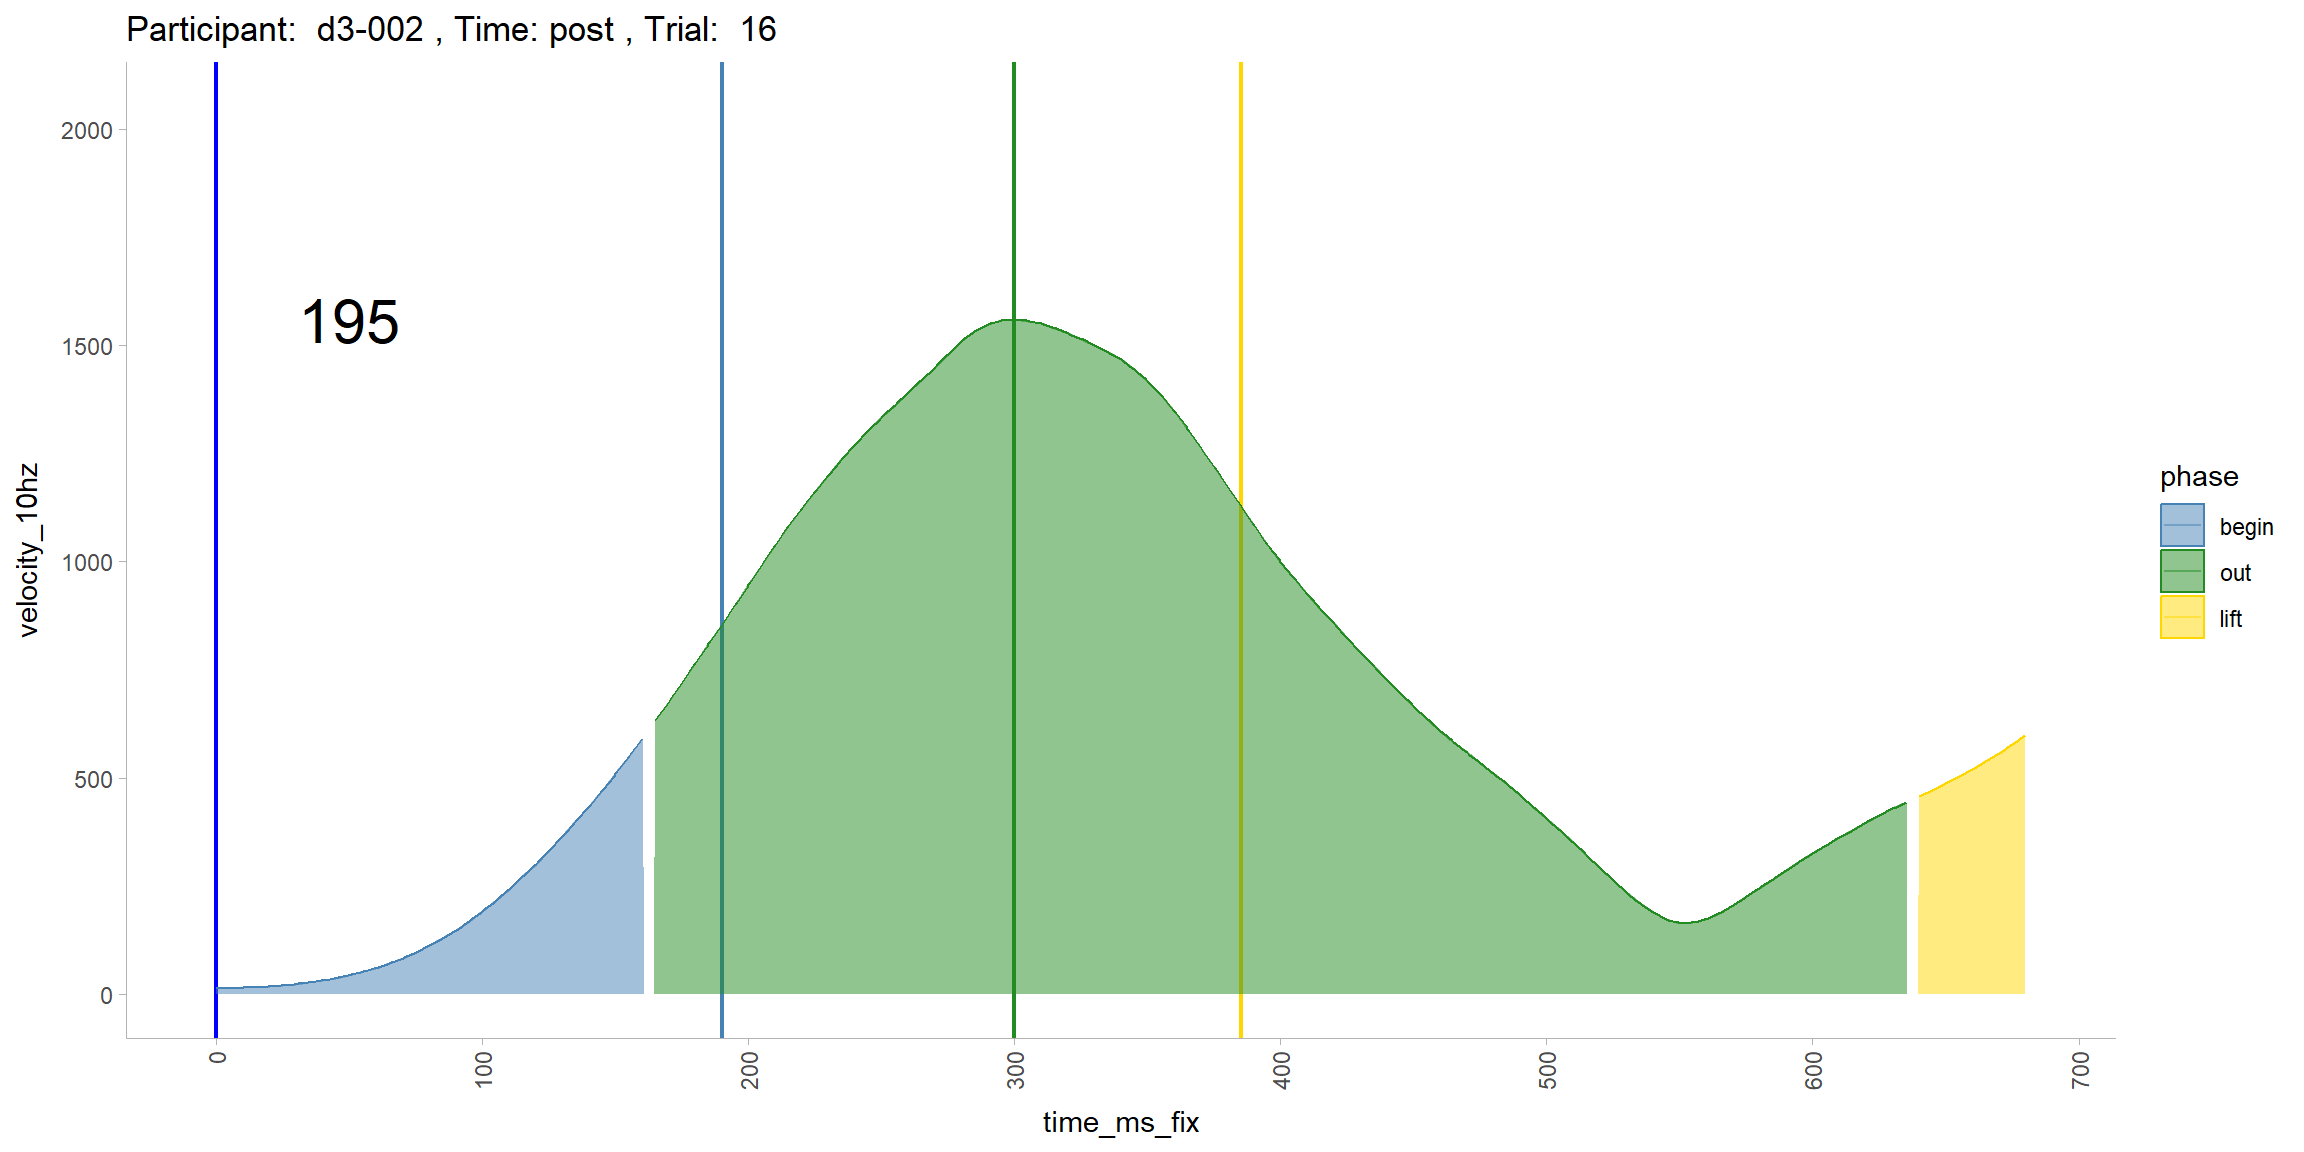 Participant:  d3-002 , Time: post , Trial:  16
2000
1500
1000
500
0
velocity_10hz
195
0
100
200
300
400
500
600
700
time_ms_fix
phase
begin
out
lift